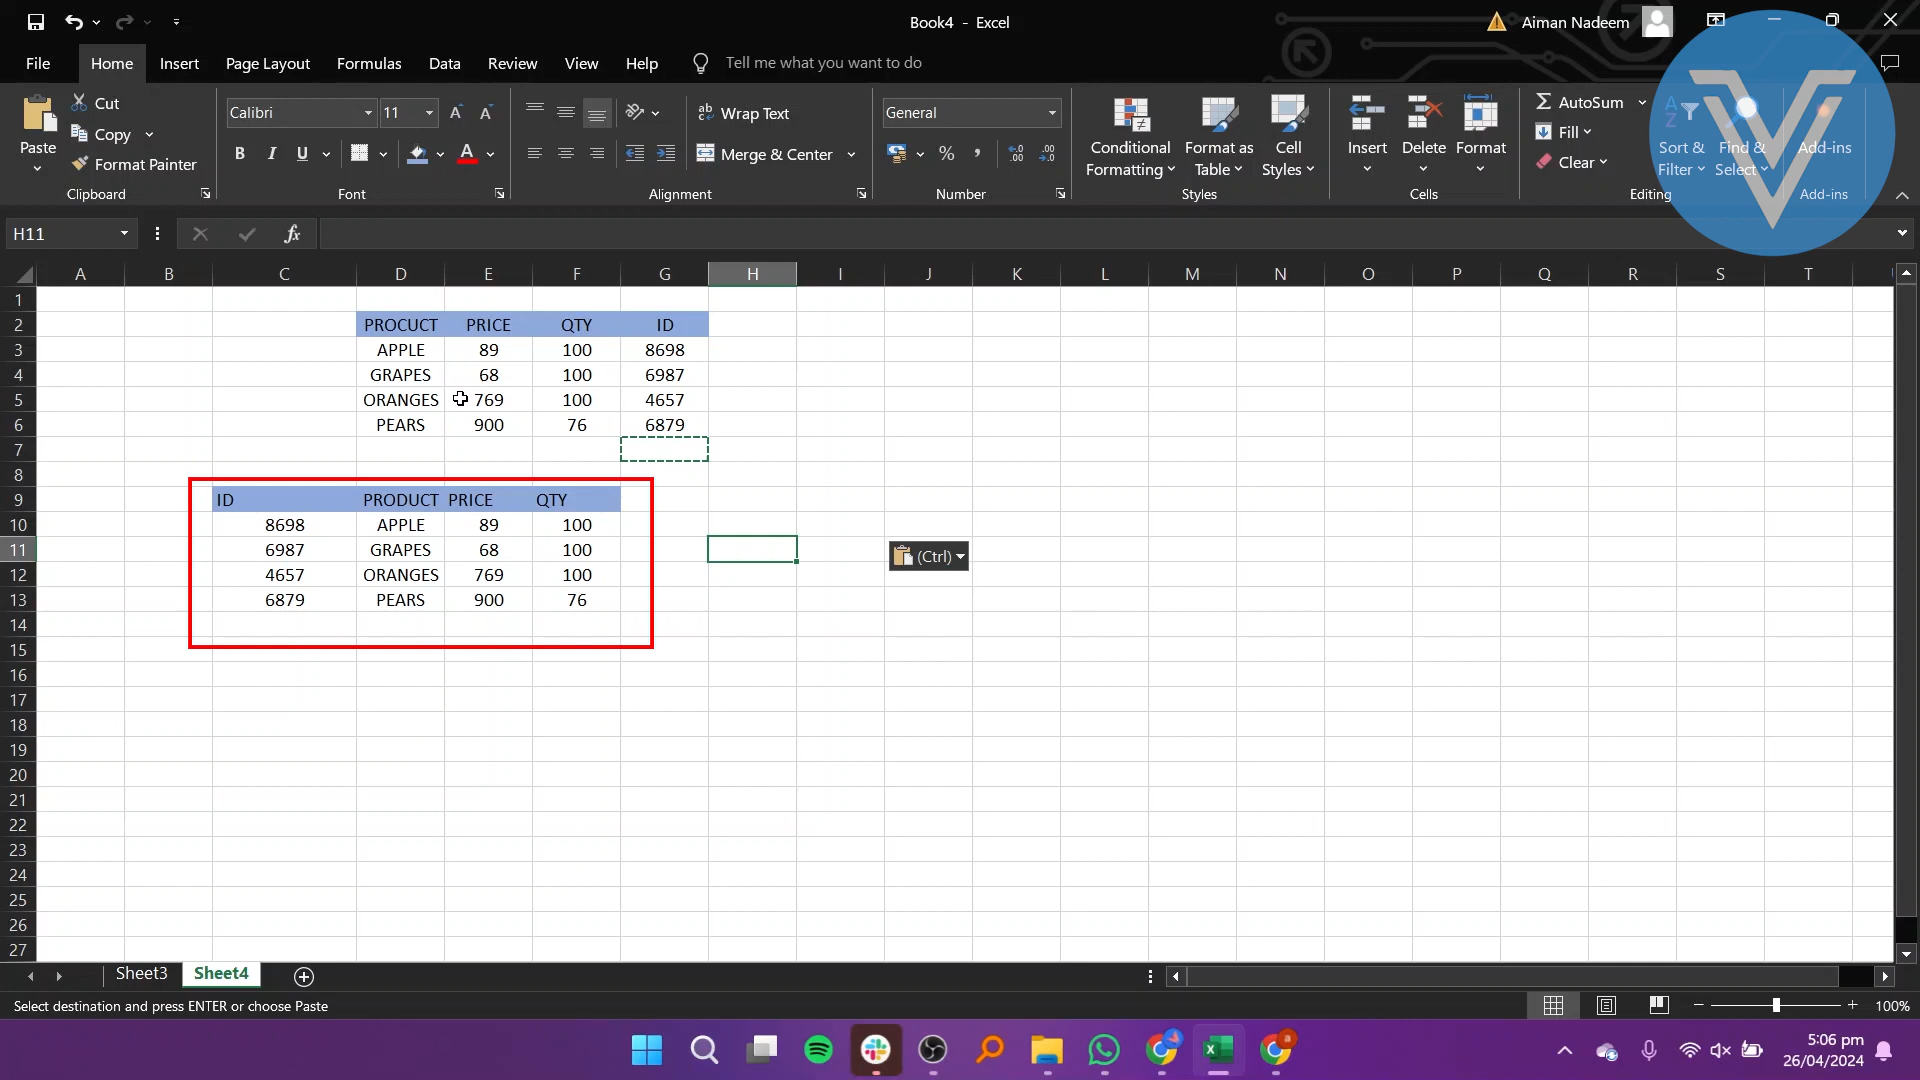 Book4 - Excel
Aiman Nadeem
File Home Insert Page Layout Formulas Data Review View Help Tell me what you want to do
Paste
Cut
Copy
Format Painter
Clipboard
Calibri 11
B I U
Font
Wrap Text
Merge & Center
Alignment
General
Number
Conditional Formatting
Format as Table
Cell Styles
Styles
Insert Delete Format
Cells
AutoSum
Fill
Clear
Sort & Filter
Find & Select
Editing
Add-ins
Add-ins
H11 fx
A B C D E F G H I J K L M N O P Q R S T
1
2 PROCUCT PRICE QTY ID
3 APPLE 89 100 8698
4 GRAPES 68 100 6987
5 ORANGES 769 100 4657
6 PEARS 900 76 6879
7
8
9 ID PRODUCT PRICE QTY
10 8698 APPLE 89 100
11 6987 GRAPES 68 100 (Ctrl)
12 4657 ORANGES 769 100
13 6879 PEARS 900 76
14
15
16
17
18
19
20
21
22
23
24
25
26
27
Sheet3 Sheet4
Select destination and press ENTER or choose Paste 100%
5:06 pm
26/04/2024